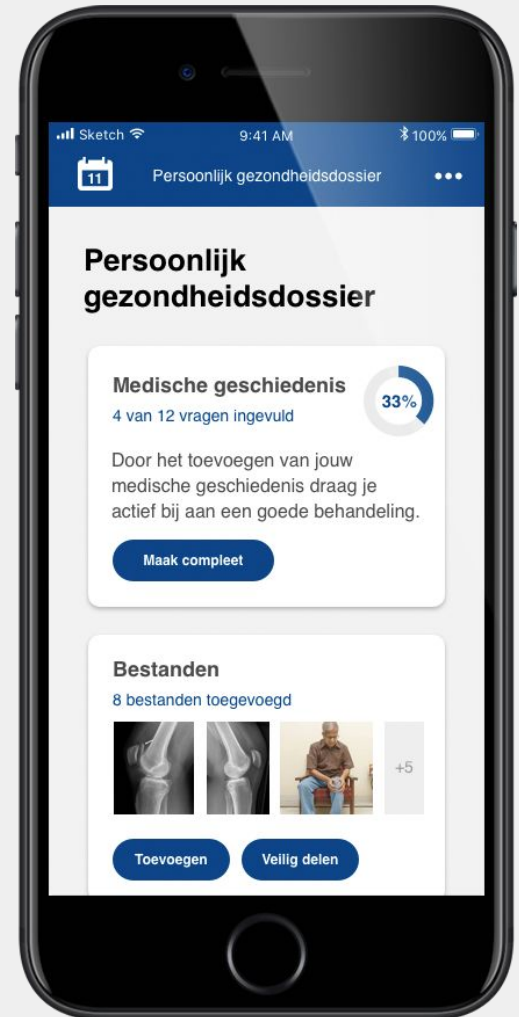 Sketch 9:41 AM 100%
11 Persoonlijk gezondheidsdossier
Persoonlijk
gezondheidsdossier
Medische geschiedenis
33%
4 van 12 vragen ingevuld
Door het toevoegen van jouw
medische geschiedenis draag je
actief bij aan een goede behandeling.
Maak compleet
Bestanden
8 bestanden toegevoegd
+5
Toevoegen Veilig delen